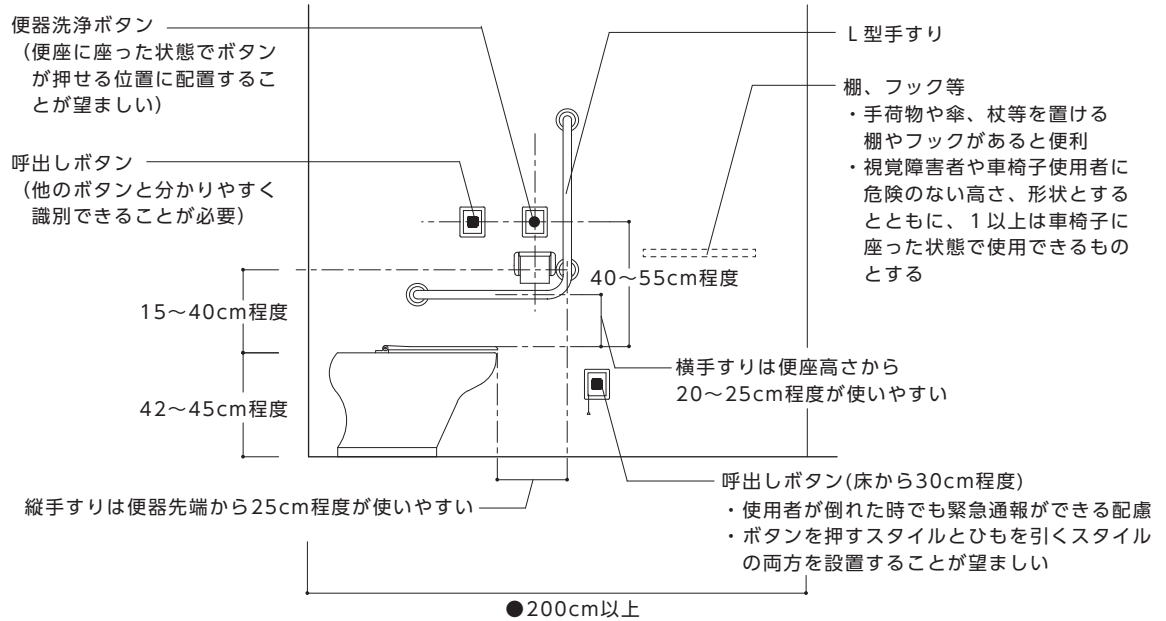 便器洗浄ボタン
（便座に座った状態でボタン
が押せる位置に配置するこ
とが望ましい）
呼出しボタン
（他のボタンと分かりやすく
識別できることが必要）
15～40cm程度
42～45cm程度
縦手すりは便器先端から25cm程度が使いやすい
Ｌ型手すり
棚、フック等
・手荷物や傘、杖等を置ける
棚やフックがあると便利
・視覚障害者や車椅子使用者に
危険のない高さ、形状とする
とともに、１以上は車椅子に
座った状態で使用できるもの
とする
40～55cm程度
横手すりは便座高さから
20～25cm程度が使いやすい
呼出しボタン(床から30cm程度)
・使用者が倒れた時でも緊急通報ができる配慮
・ボタンを押すスタイルとひもを引くスタイル
の両方を設置することが望ましい
●200cm以上